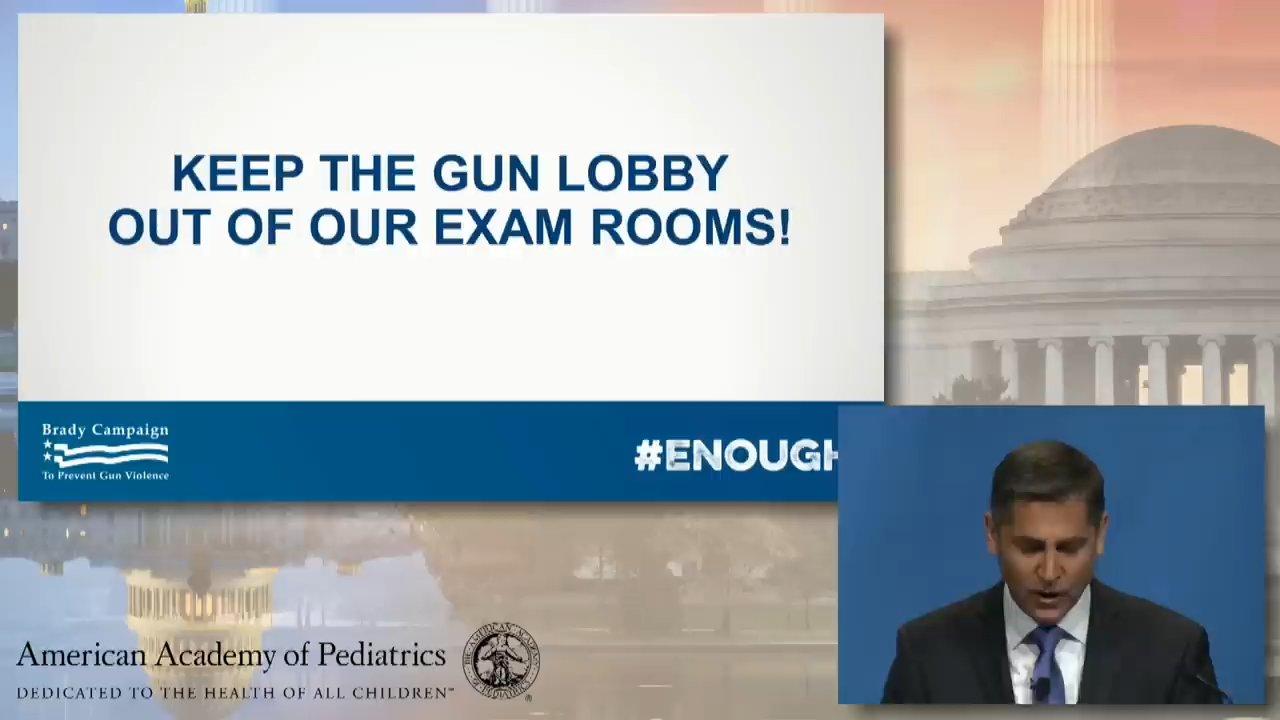 KEEP THE GUN LOBBY
OUT OF OUR EXAM ROOMS!
Brady Campaign
To Prevent Gun Violence
#ENOUGH
American Academy of Pediatrics
DEDICATED TO THE HEALTH OF ALL CHILDREN™